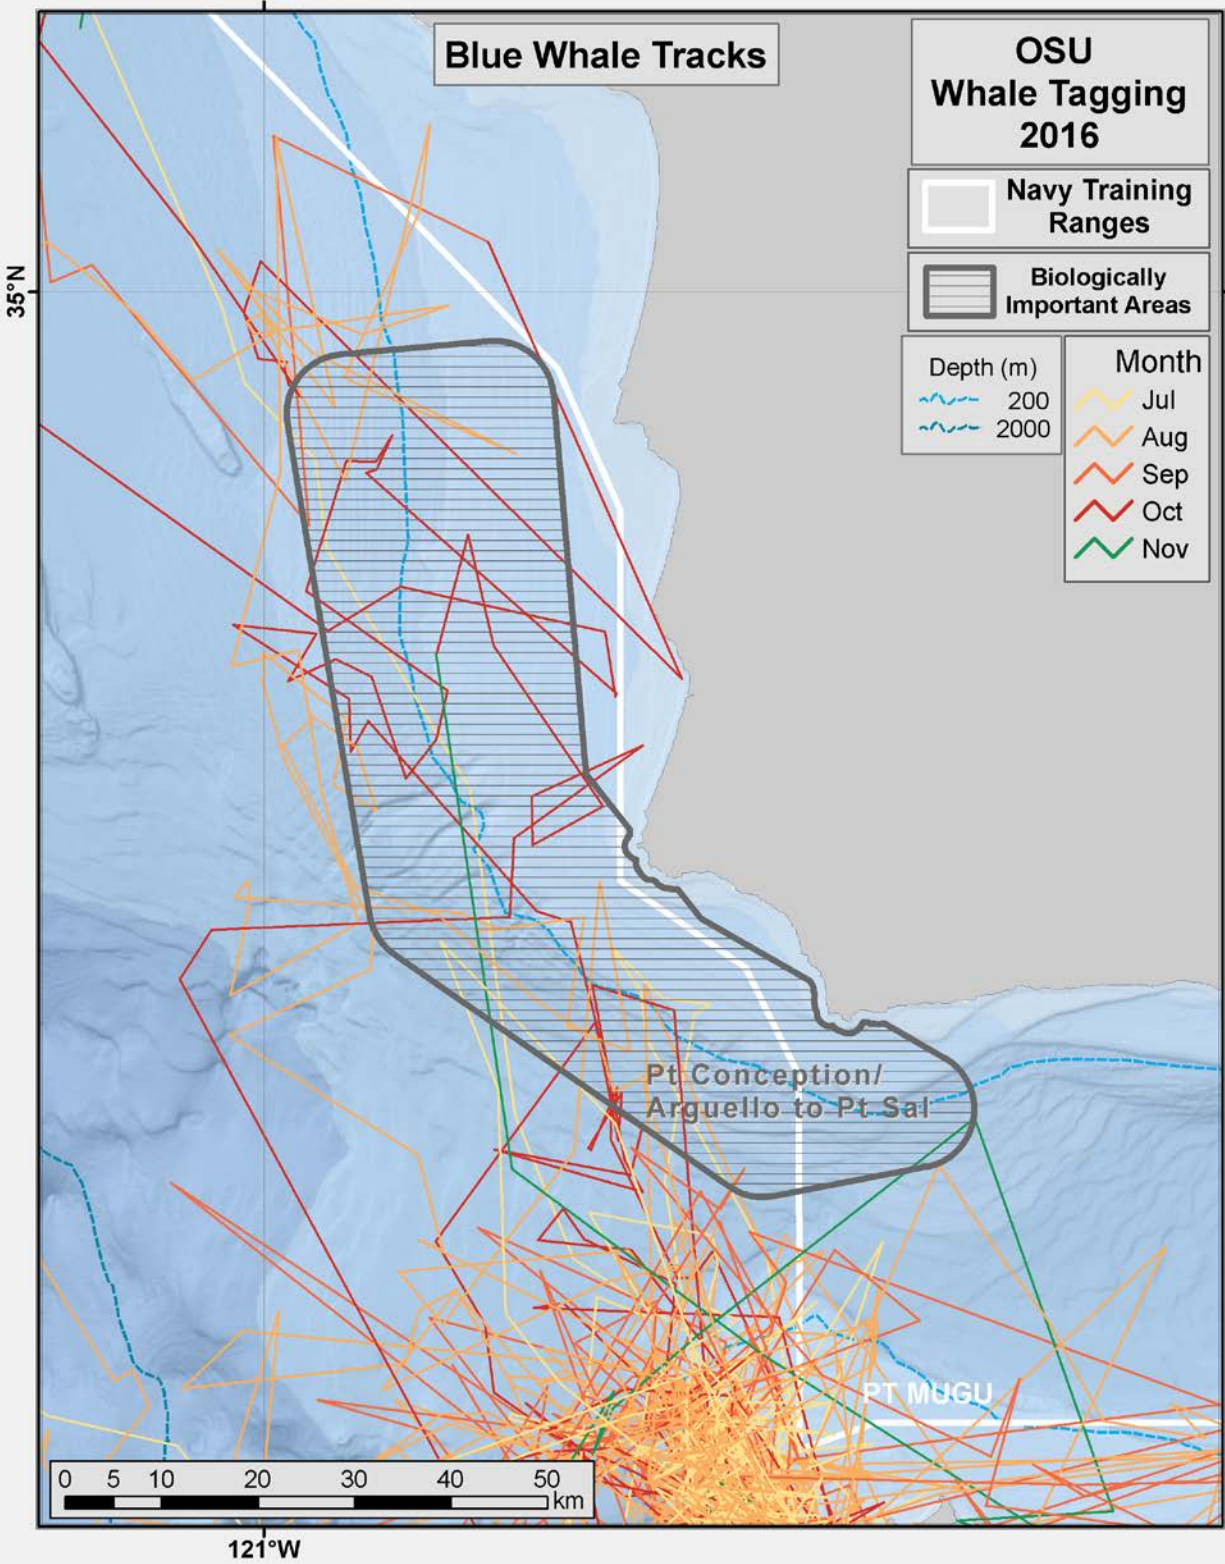 Blue Whale Tracks
OSU
Whale Tagging
2016
Navy Training
Ranges
Biologically
Important Areas
Depth (m)
200
2000
Month
Jul
Aug
Sep
Oct
Nov
35°N
Pt Conception/
Arguello to Pt Sal
PT MUGU
0 5 10 20 30 40 50
km
121°W